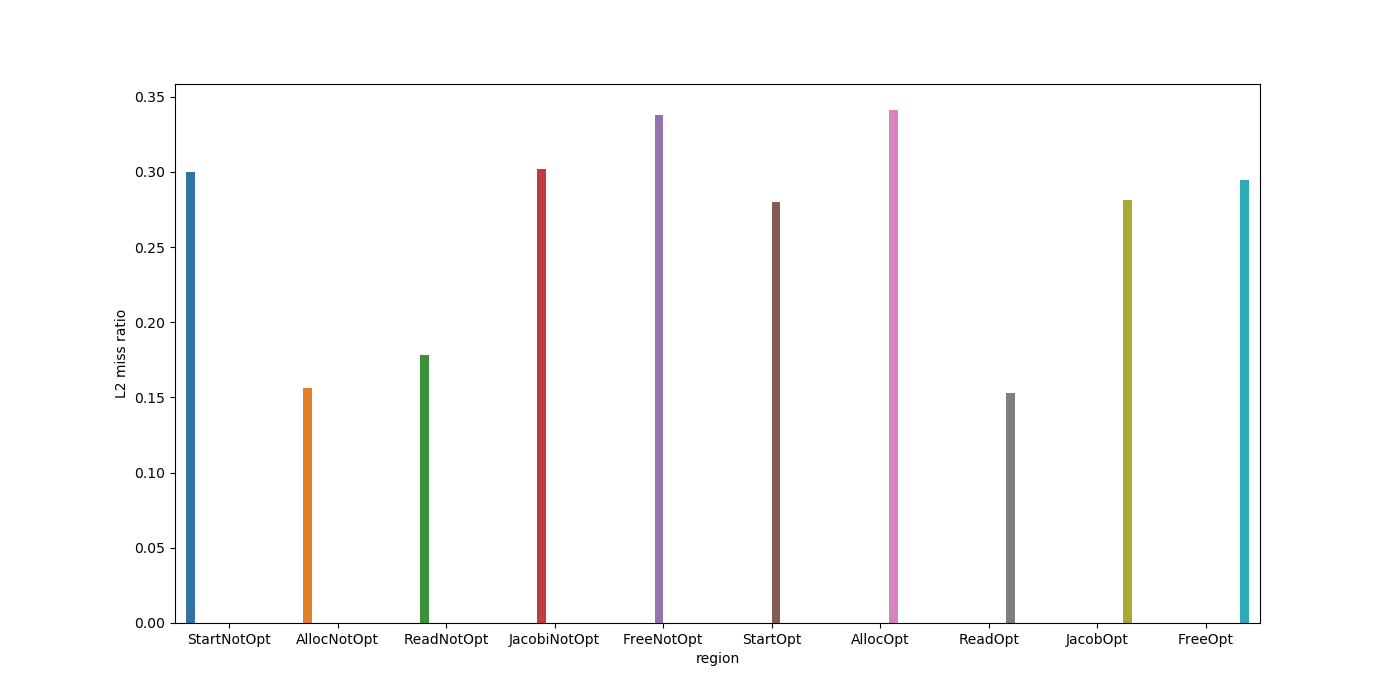 0.35
0.30
0.25
0.20
0.15
0.10
0.05
0.00
L2 miss ratio
StartNotOpt AllocNotOpt ReadNotOpt JacobiNotOpt FreeNotOpt StartOpt AllocOpt ReadOpt JacobOpt FreeOpt
region